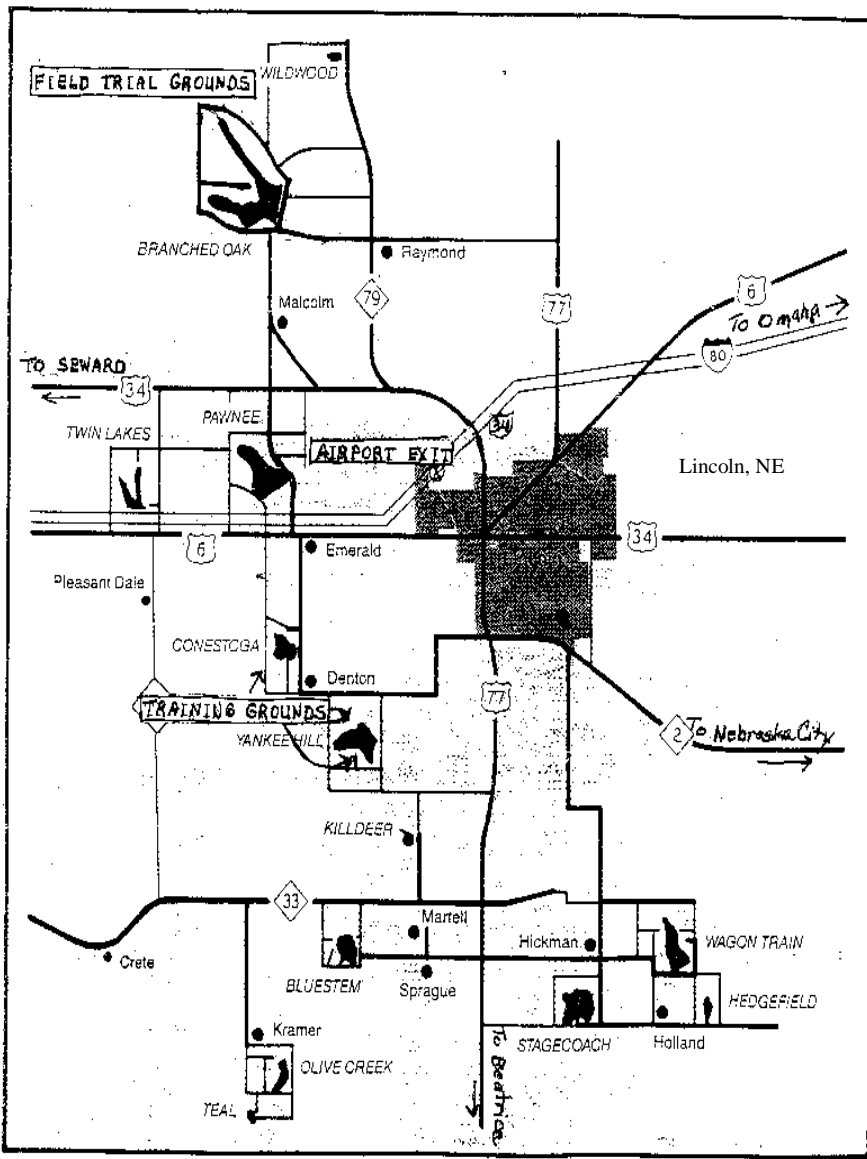 WILDWOOD
FIELD TRIAL GROUNDS
BRANCHED OAK
Raymond
79
77
6
Malcolm
To Omaha
80
TO SEWARD
34
PAWNEE
34
TWIN LAKES
AIRPORT EXIT
Lincoln, NE
6
Emerald
34
Pleasant Dale
CONESTOGA
Denton
77
TRAINING GROUNDS
YANKEE HILL
2
To Nebraska City
KILLDEER
33
Martell
Hickman
WAGON TRAIN
Crete
BLUESTEM
Sprague
HEDGEFIELD
Kramer
STAGECOACH
Holland
OLIVE CREEK
To Beatrice
TEAL